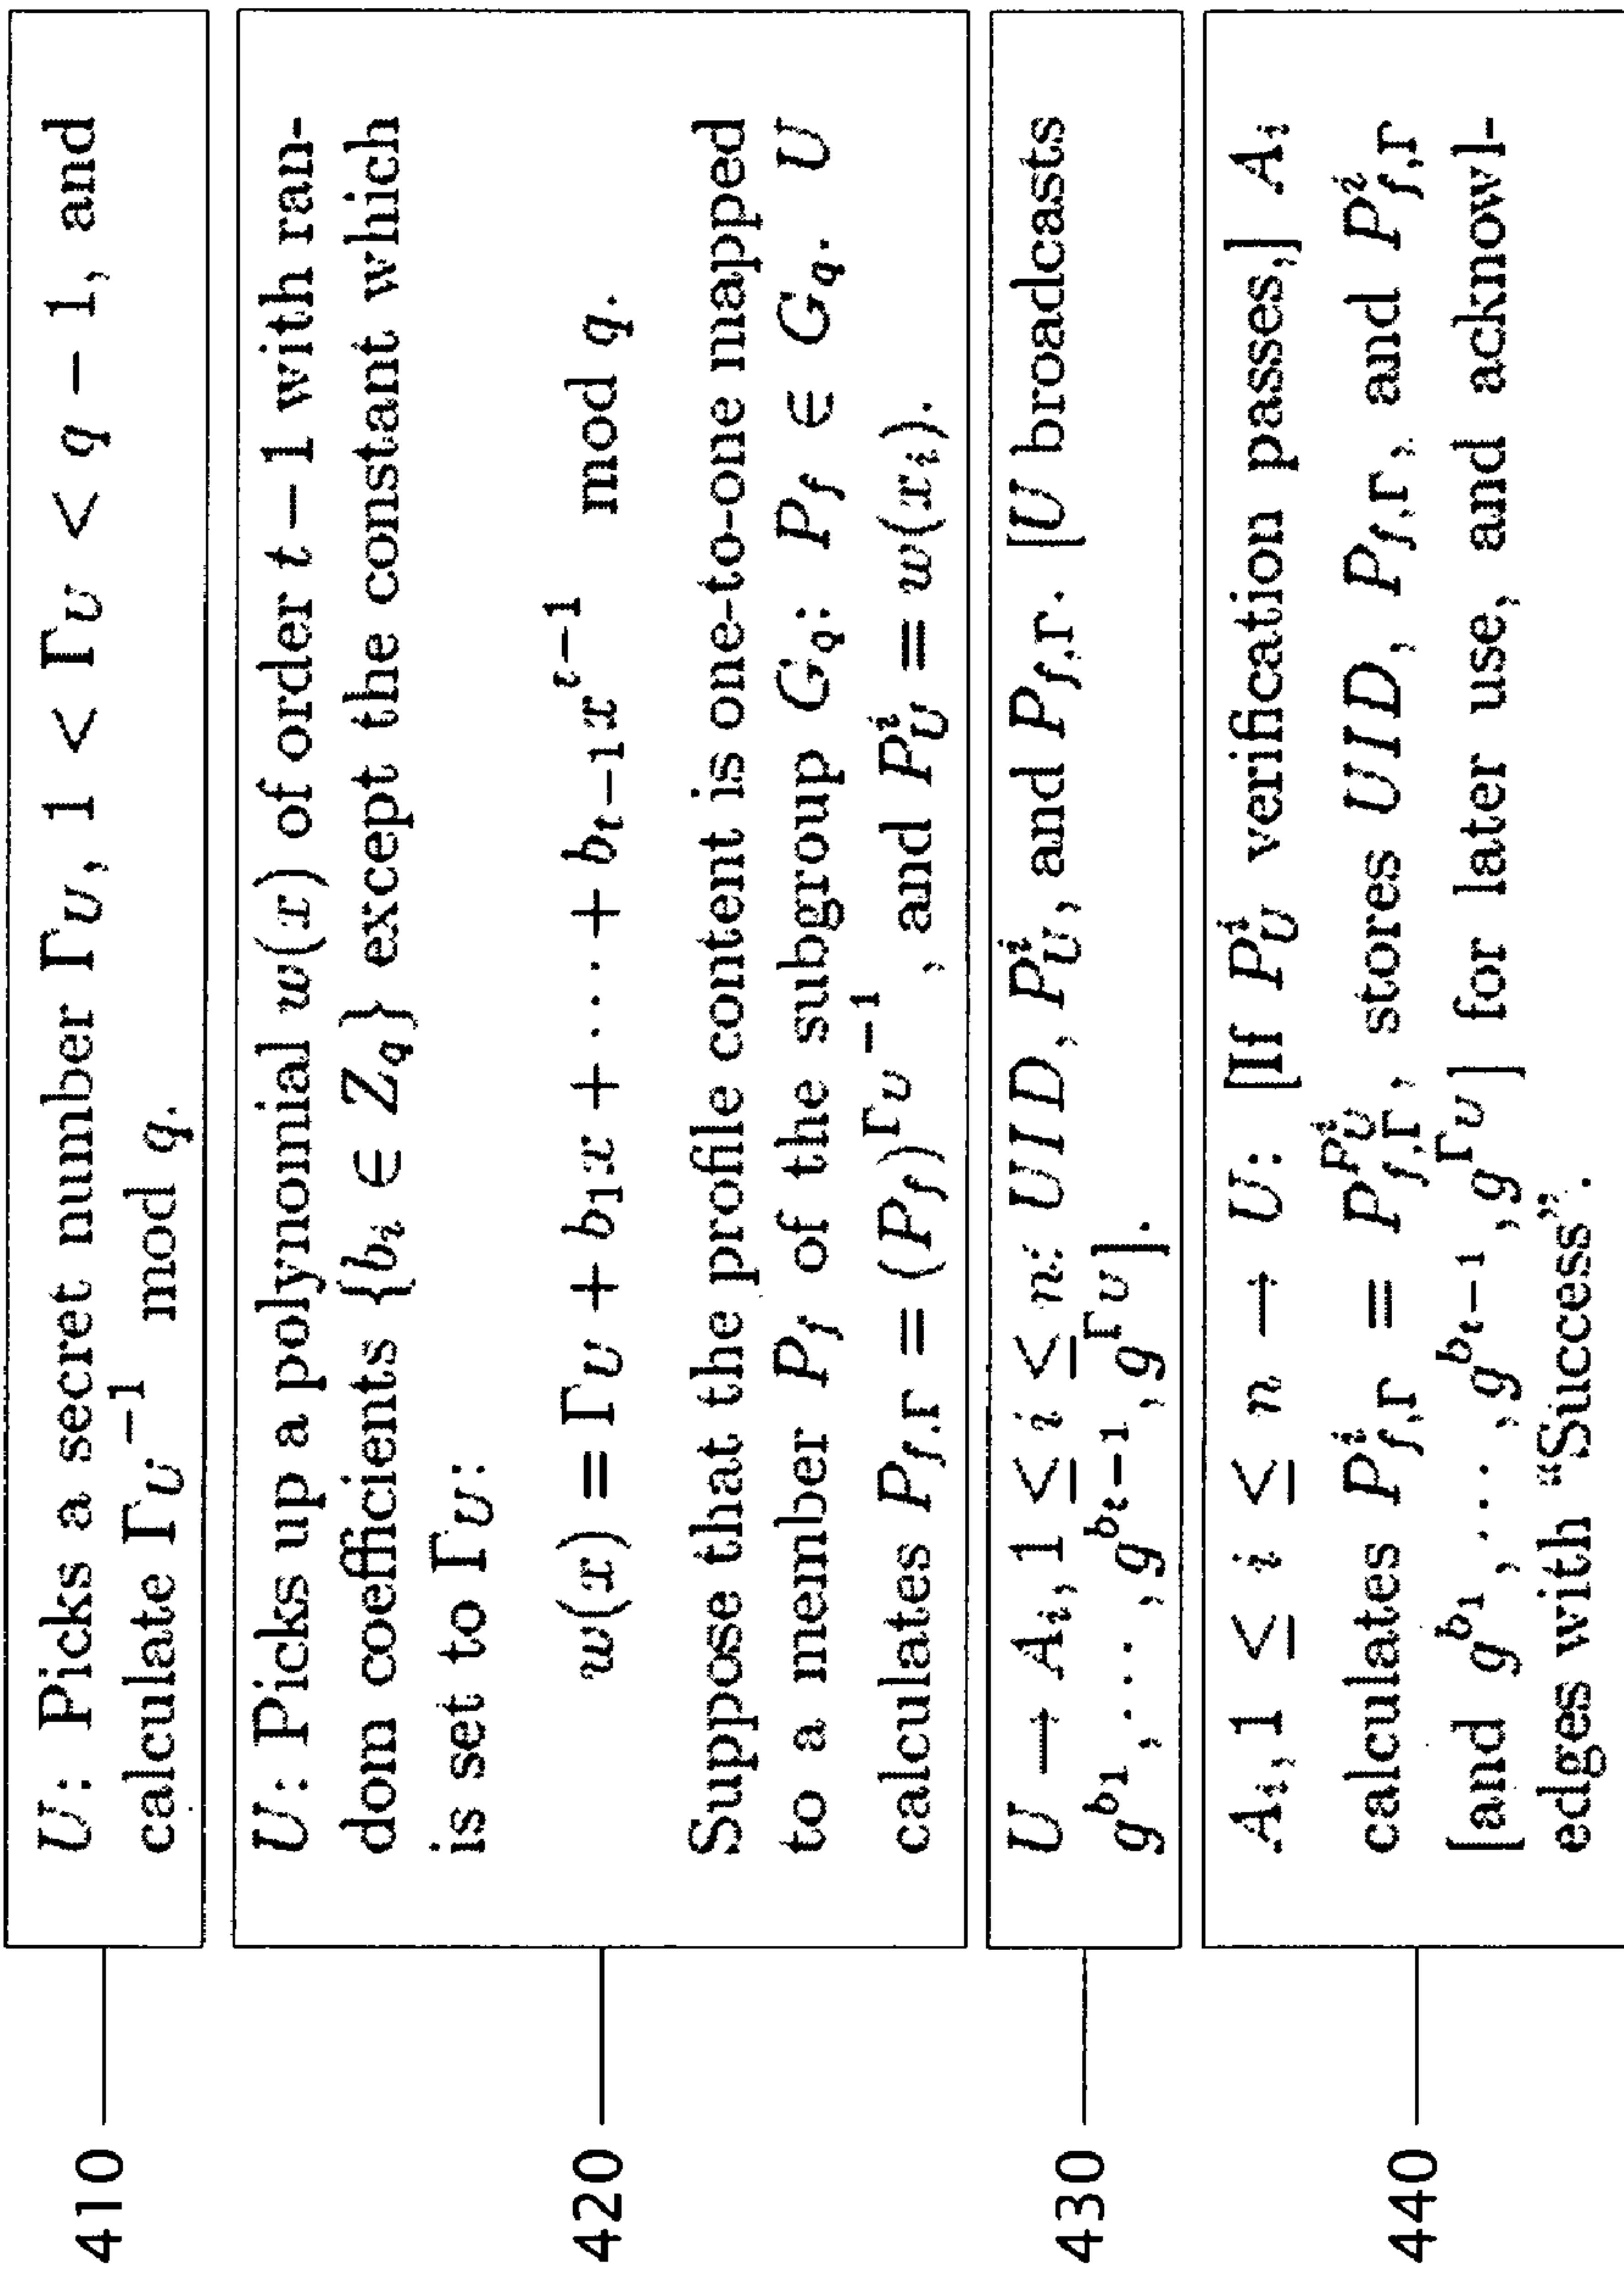 410
U: Picks a secret number Γ_U, 1 < Γ_U < q − 1, and
calculate Γ_U^{-1} mod q.
420
U: Picks up a polynomial w(x) of order t − 1 with ran-
dom coefficients {b_i ∈ Z_q} except the constant which
is set to Γ_U:
w(x) = Γ_U + b_1x + ... + b_{t−1}x^{t−1} mod q.
Suppose that the profile content is one-to-one mapped
to a member P_f of the subgroup G_q: P_f ∈ G_q. U
calculates P_{f,Γ} = (P_f)^{Γ_U^{-1}}, and P_U^i = w(x_i).
430
U → A_i, 1 ≤ i ≤ n: UID, P_U^i, and P_{f,Γ}. [U broadcasts
g^{b_1}, ..., g^{b_{t−1}}, g^{Γ_U}].
440
A_i, 1 ≤ i ≤ n → U: [If P_U^i verification passes,] A_i
calculates P_{f,Γ}^i = P_{f,Γ}^{P_U^i}, stores UID, P_{f,Γ}, and P_{f,Γ}^i
[and g^{b_1}, ..., g^{b_{t−1}}, g^{Γ_U}] for later use, and acknowl-
edges with “Success”.